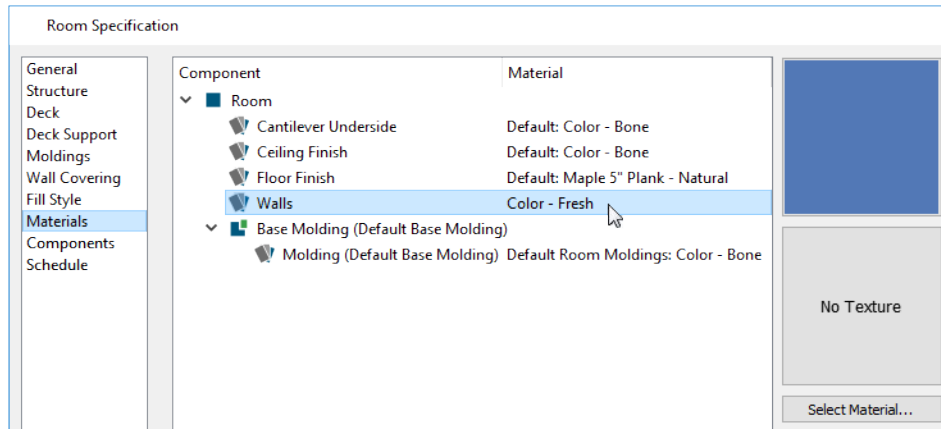 Room Specification
General
Structure
Deck
Deck Support
Moldings
Wall Covering
Fill Style
Materials
Components
Schedule
Component Material
Room
Cantilever Underside Default: Color - Bone
Ceiling Finish Default: Color - Bone
Floor Finish Default: Maple 5" Plank - Natural
Walls Color - Fresh
Base Molding (Default Base Molding)
Molding (Default Base Molding) Default Room Moldings: Color - Bone
No Texture
Select Material...